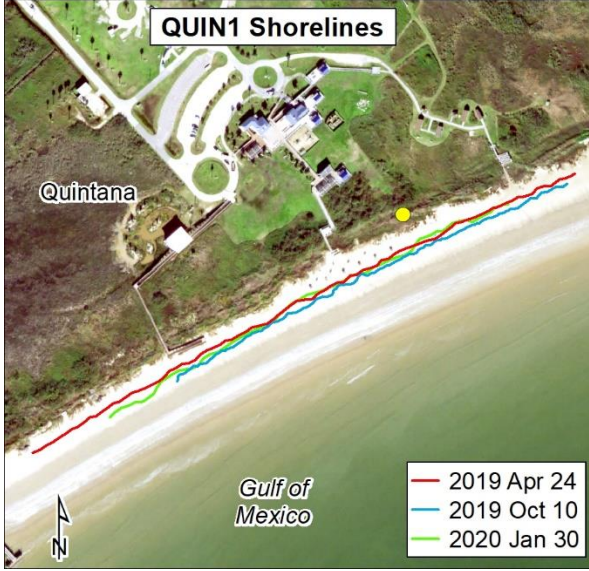 QUIN1 Shorelines
Quintana
Gulf of
Mexico
N
2019 Apr 24
2019 Oct 10
2020 Jan 30